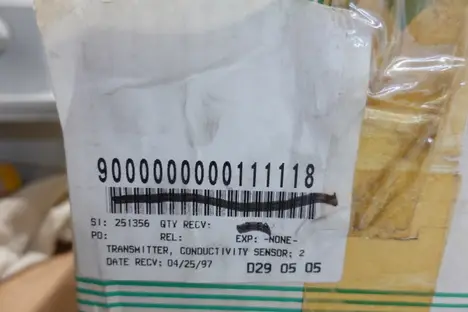 9000000000111118
SI: 251356 QTY RECV:
PO: REL: EXP: -NONE-
TRANSMITTER, CONDUCTIVITY SENSOR; 2
DATE RECV: 04/25/97 D29 05 05